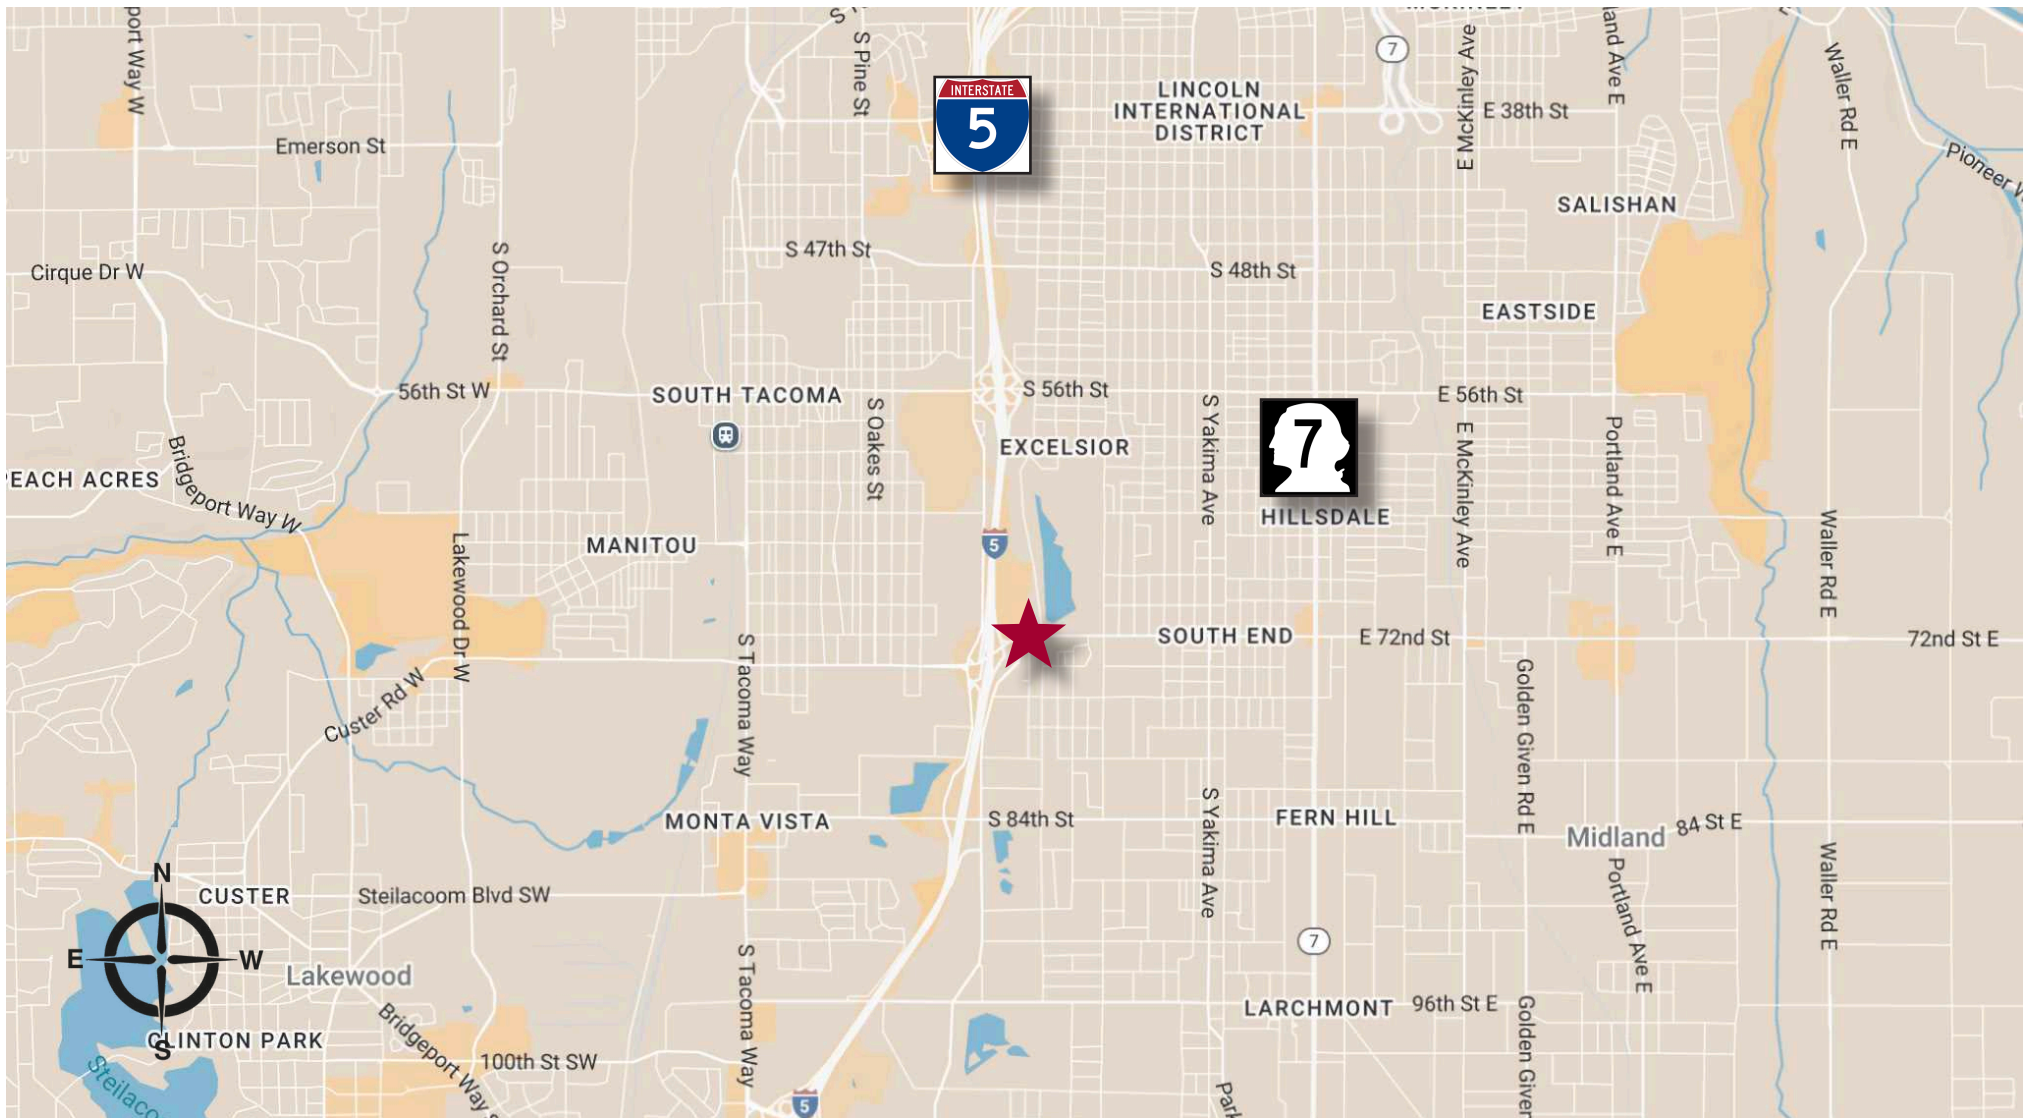 S Pine St
7
E McKinley Ave
Waller Rd E
INTERSTATE
5
LINCOLN
INTERNATIONAL
DISTRICT
E 38th St
Emerson St
Pioneer
SALISHAN
S 47th St
S 48th St
Cirque Dr W
S Orchard St
EASTSIDE
56th St W
SOUTH TACOMA
S 56th St
E 56th St
S Oakes St
S Yakima Ave
7
EXCELSIOR
E McKinley Ave
Portland Ave E
EACH ACRES
Bridgeport Way W
HILLSDALE
MANITOU
5
Lakewood Dr W
Waller Rd E
SOUTH END
E 72nd St
72nd St E
S Tacoma Way
Custer Rd W
Golden Given Rd E
MONTA VISTA
S 84th St
S Yakima Ave
FERN HILL
Midland
84 St E
Waller Rd E
Portland Ave E
N
CUSTER
Steilacoom Blvd SW
E
W
7
Lakewood
S Tacoma Way
LARCHMONT
96th St E
Golden Given
CLINTON PARK
S
Bridgeport Way
100th St SW
5